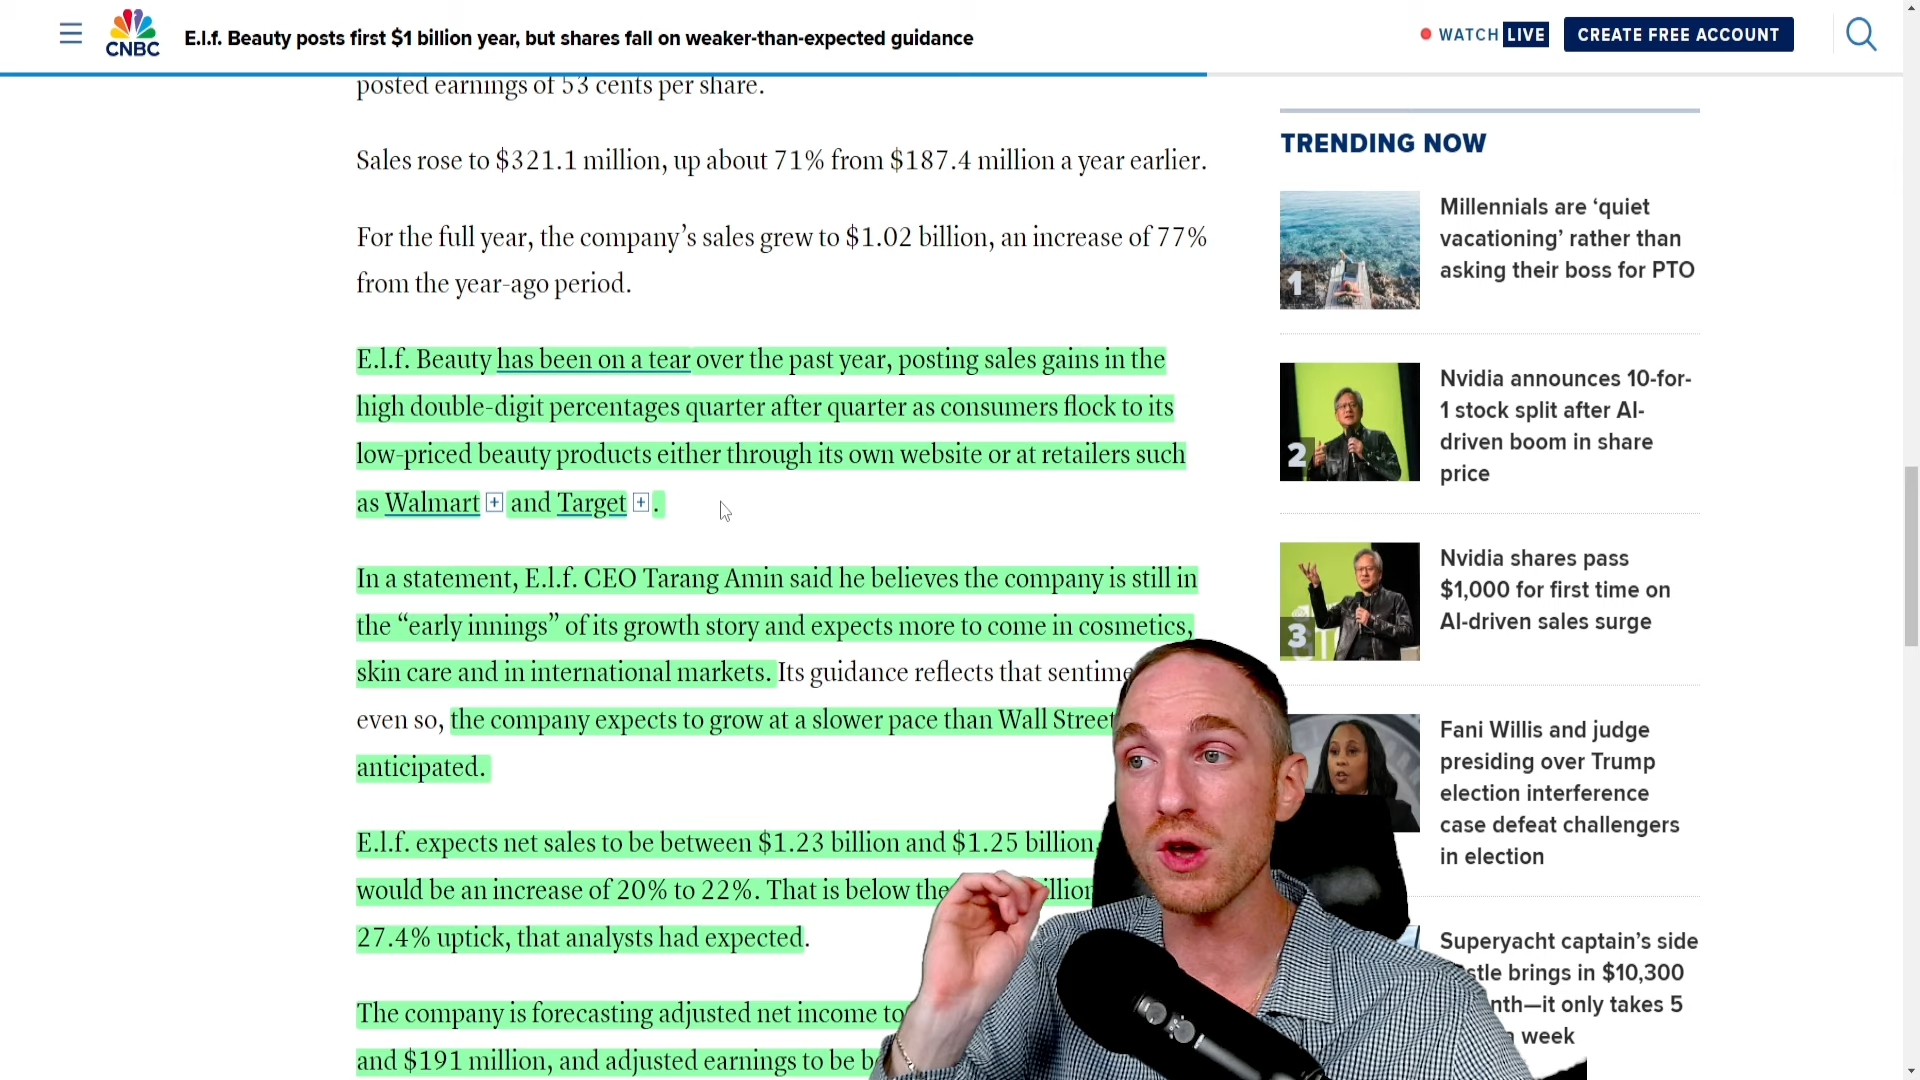 CNBC
E.l.f. Beauty posts first $1 billion year, but shares fall on weaker-than-expected guidance
WATCH LIVE
CREATE FREE ACCOUNT
posted earnings of 53 cents per share.
Sales rose to $321.1 million, up about 71% from $187.4 million a year earlier.
For the full year, the company’s sales grew to $1.02 billion, an increase of 77%
from the year-ago period.
E.l.f. Beauty has been on a tear over the past year, posting sales gains in the
high double-digit percentages quarter after quarter as consumers flock to its
low-priced beauty products either through its own website or at retailers such
as Walmart + and Target + .
In a statement, E.l.f. CEO Tarang Amin said he believes the company is still in
the “early innings” of its growth story and expects more to come in cosmetics,
skin care and in international markets. Its guidance reflects that
even so, the company expects to grow at a slower pace than Wall Street
anticipated.
E.l.f. expects net sales to be between $1.23 billion and $1.25 billion,
would be an increase of 20% to 22%. That is below the
27.4% uptick, that analysts had expected.
The company is forecasting adjusted net income to
and $191 million, and adjusted earnings to be
TRENDING NOW
1
Millennials are ‘quiet
vacationing’ rather than
asking their boss for PTO
2
Nvidia announces 10-for-
1 stock split after AI-
driven boom in share
price
3
Nvidia shares pass
$1,000 for first time on
AI-driven sales surge
Fani Willis and judge
presiding over Trump
election interference
case defeat challengers
in election
Superyacht captain’s side
brings in $10,300
it only takes 5
week